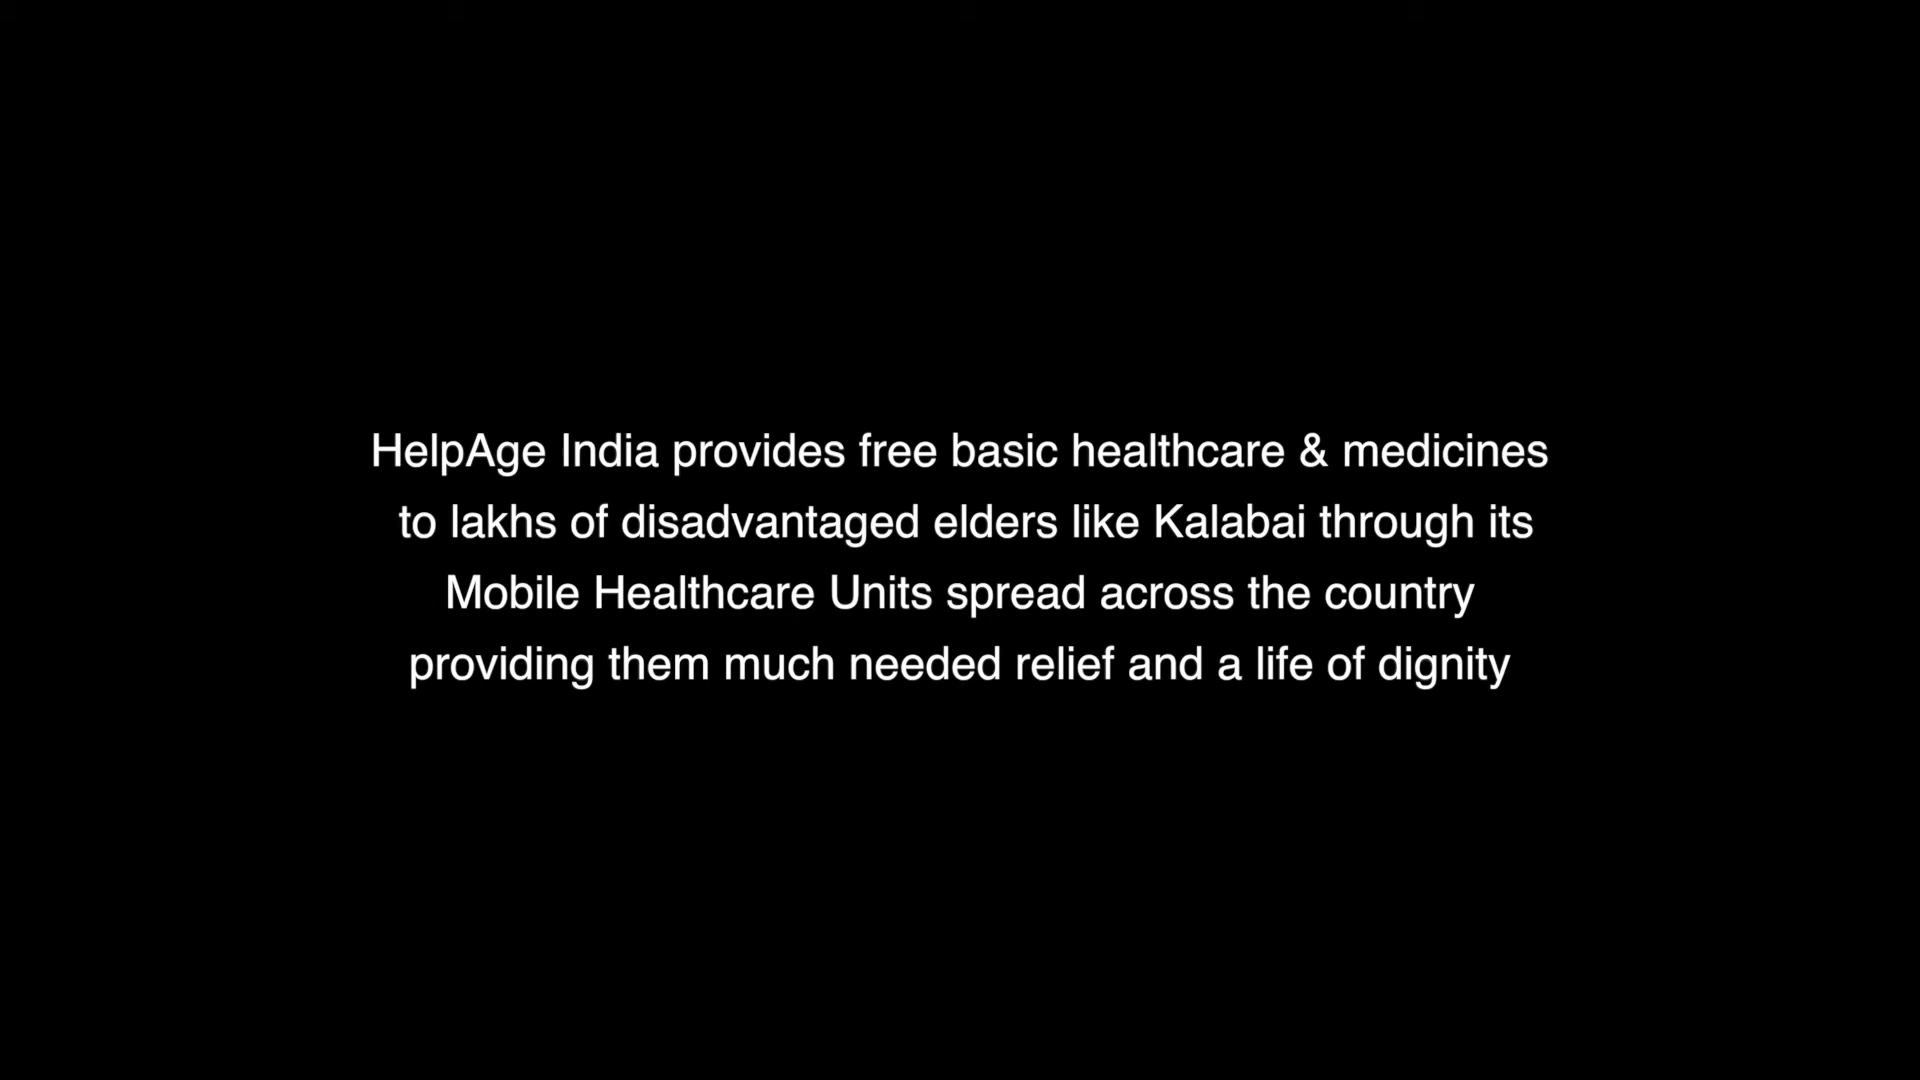 HelpAge India provides free basic healthcare & medicines
to lakhs of disadvantaged elders like Kalabai through its
Mobile Healthcare Units spread across the country
providing them much needed relief and a life of dignity